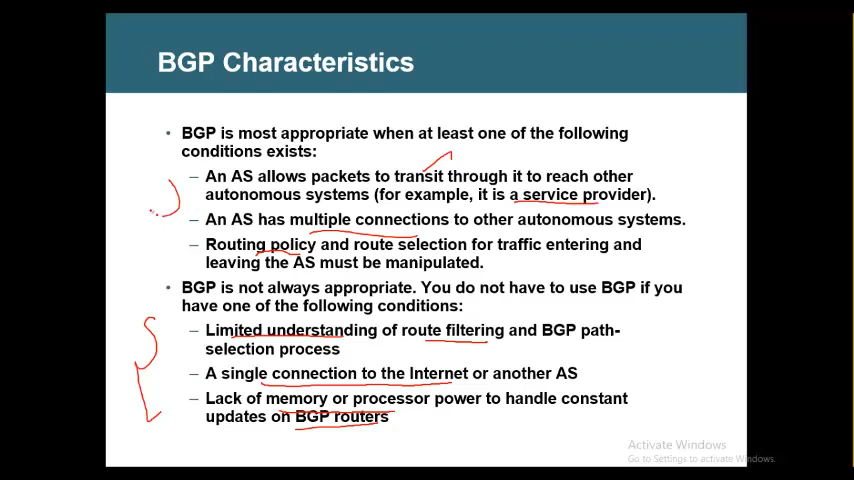 BGP Characteristics
• BGP is most appropriate when at least one of the following
conditions exists:
– An AS allows packets to transit through it to reach other
autonomous systems (for example, it is a service provider).
– An AS has multiple connections to other autonomous systems.
– Routing policy and route selection for traffic entering and
leaving the AS must be manipulated.
• BGP is not always appropriate. You do not have to use BGP if you
have one of the following conditions:
– Limited understanding of route filtering and BGP path-
selection process
– A single connection to the Internet or another AS
– Lack of memory or processor power to handle constant
updates on BGP routers
Activate Windows
Go to Settings to activate Windows.